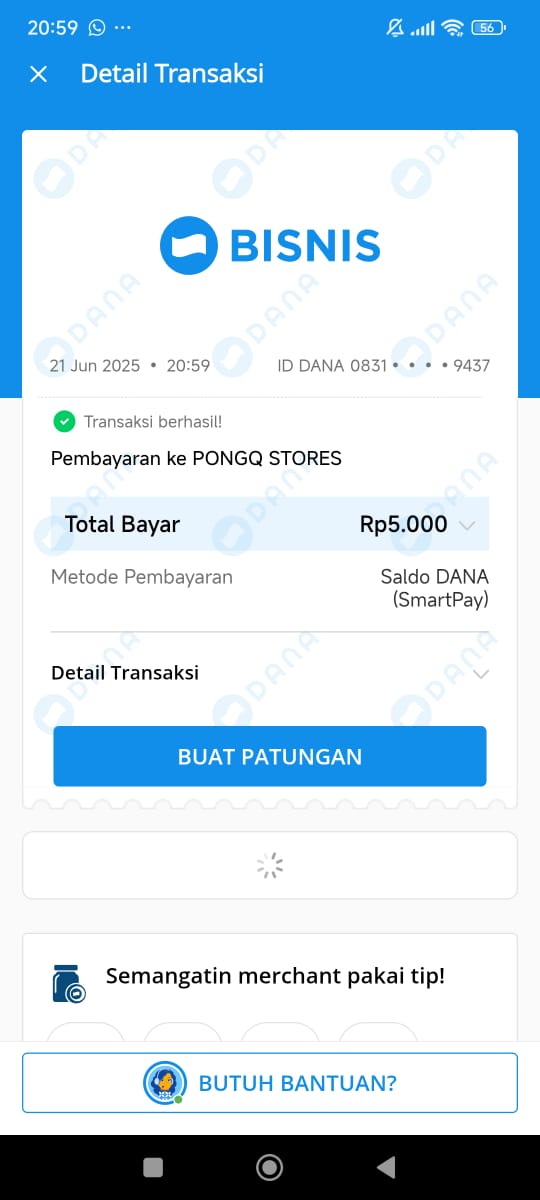 20:59 ... 56
Detail Transaksi
BISNIS
21 Jun 2025 • 20:59 ID DANA 0831 • • • • 9437
Transaksi berhasil!
Pembayaran ke PONGQ STORES
Total Bayar Rp5.000
Metode Pembayaran Saldo DANA
(SmartPay)
Detail Transaksi
BUAT PATUNGAN
Semangatin merchant pakai tip!
BUTUH BANTUAN?
DANA